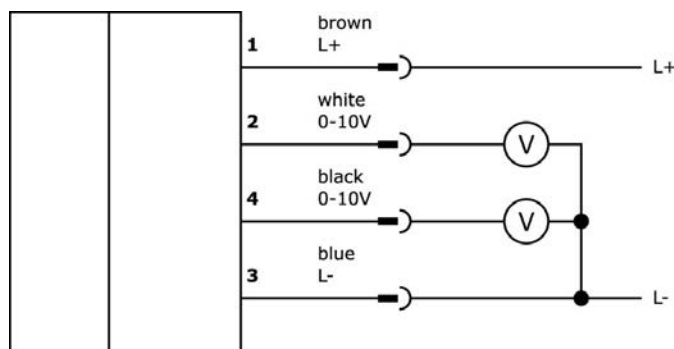 brown
1 L+
L+
white
2 0-10V
V
black
4 0-10V
V
blue
3 L-
L-